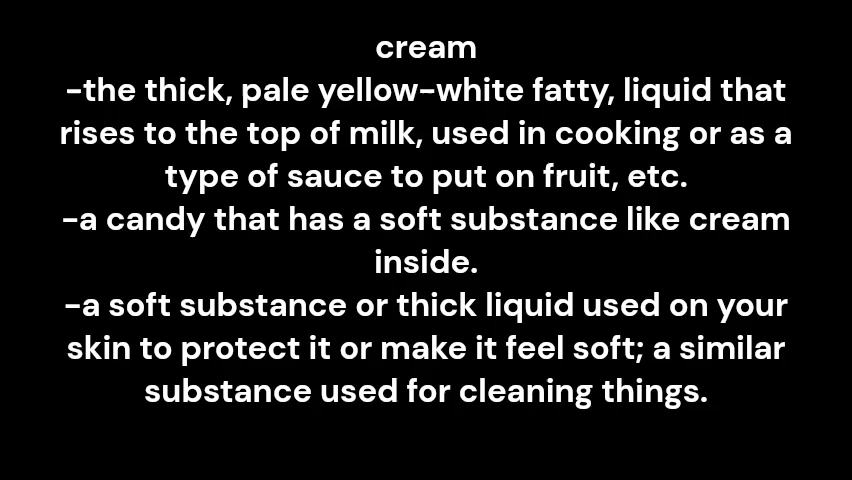 cream
-the thick, pale yellow-white fatty, liquid that
rises to the top of milk, used in cooking or as a
type of sauce to put on fruit, etc.
-a candy that has a soft substance like cream
inside.
-a soft substance or thick liquid used on your
skin to protect it or make it feel soft; a similar
substance used for cleaning things.